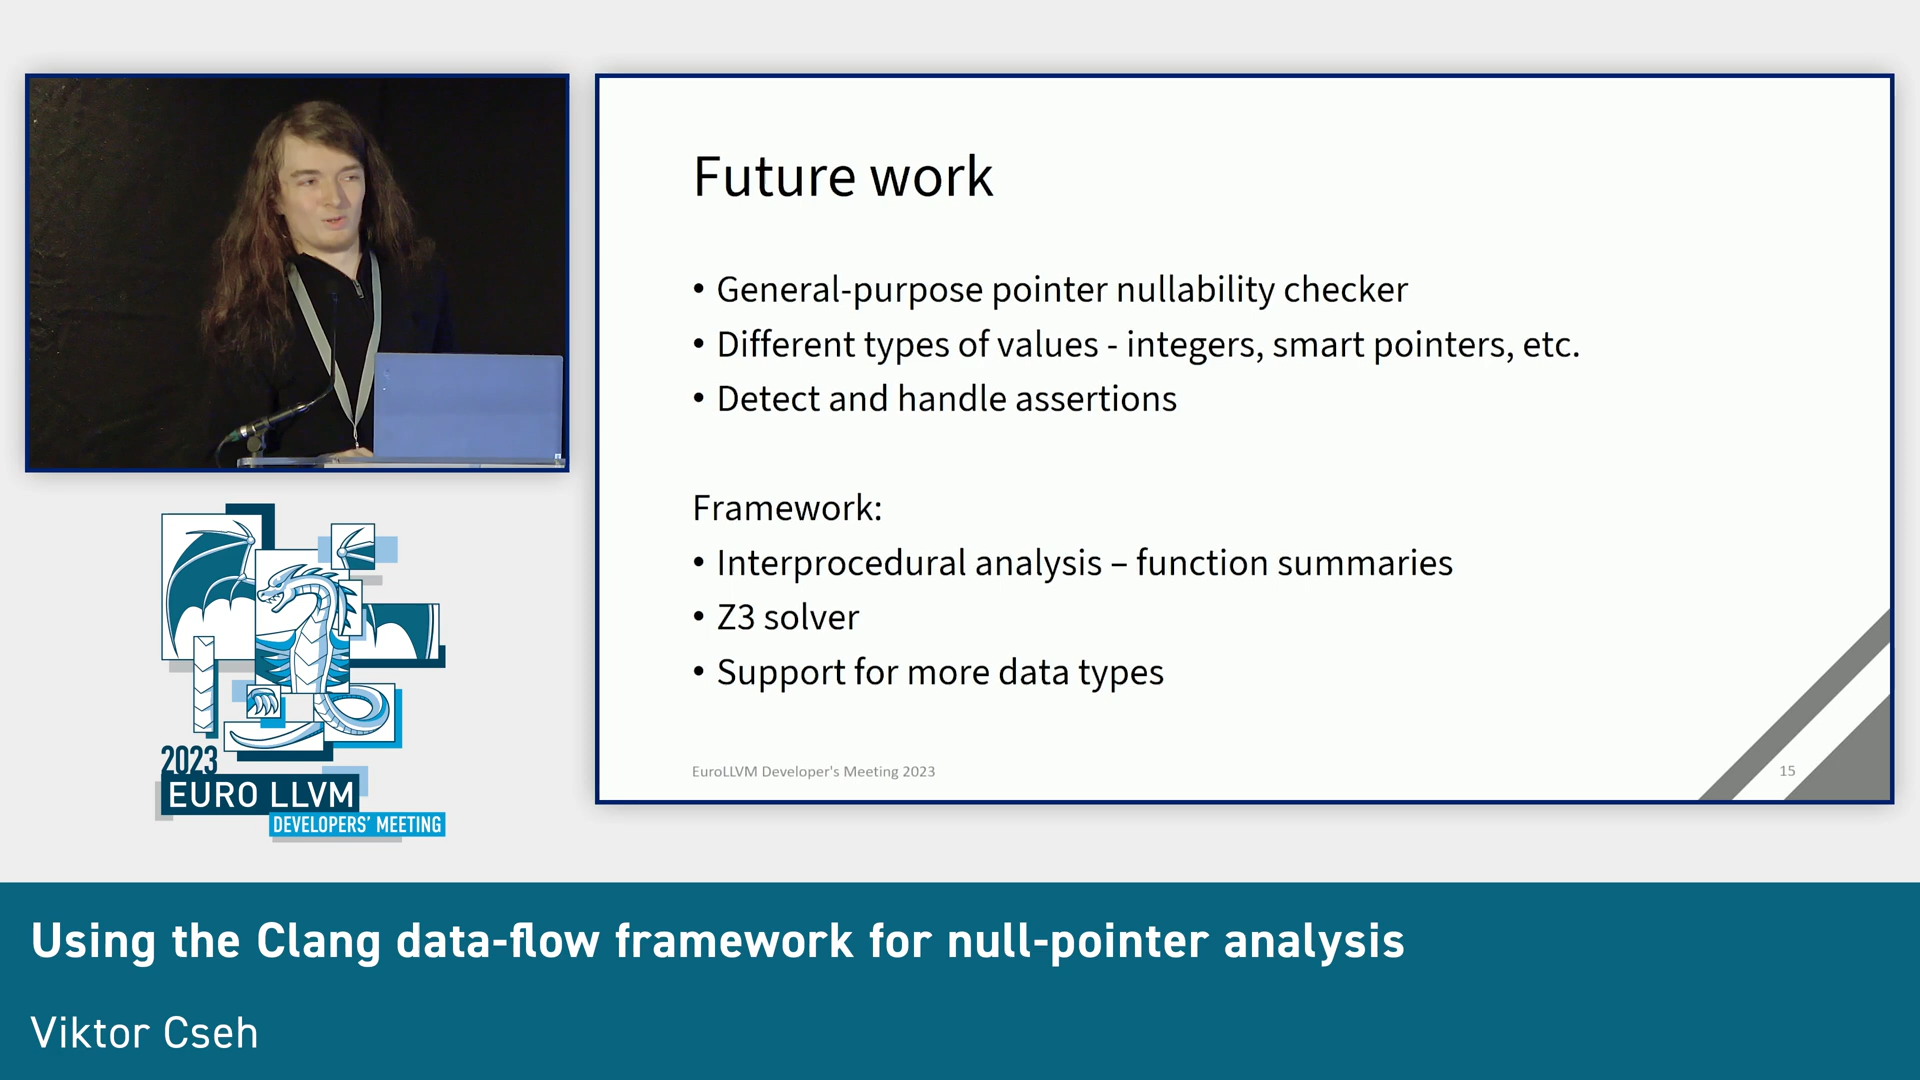 Future work
• General-purpose pointer nullability checker
• Different types of values - integers, smart pointers, etc.
• Detect and handle assertions
Framework:
• Interprocedural analysis – function summaries
• Z3 solver
• Support for more data types
EuroLLVM Developer's Meeting 2023
15
2023
EURO LLVM
DEVELOPERS’ MEETING
Using the Clang data-flow framework for null-pointer analysis
Viktor Cseh